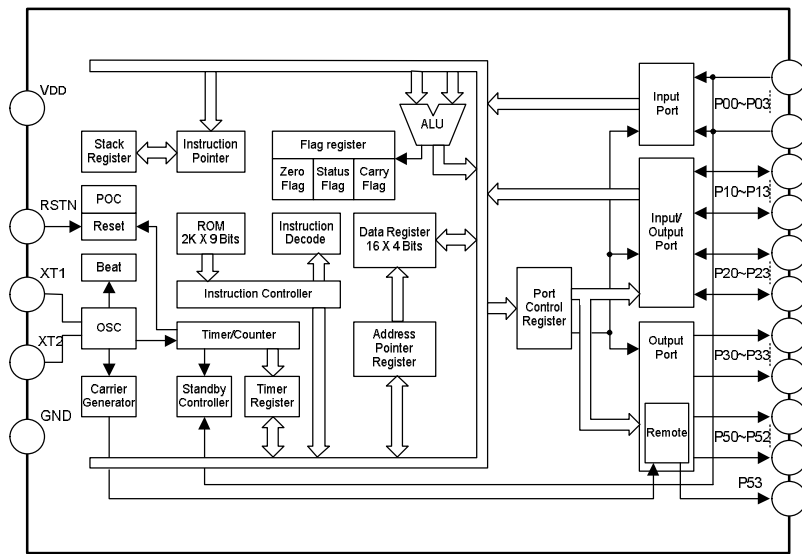 VDD
RSTN
XT1
XT2
GND
Stack
Register
Instruction
Pointer
POC
Reset
Beat
OSC
Carrier
Generator
ROM
2K X 9 Bits
Instruction
Decode
Instruction Controller
Timer/Counter
Standby
Controller
Timer
Register
Flag register
Zero
Flag
Status
Flag
Carry
Flag
ALU
Data Register
16 X 4 Bits
Address
Pointer
Register
Port
Control
Register
Input
Port
Input/
Output
Port
Output
Port
Remote
P00~P03
P10~P13
P20~P23
P30~P33
P50~P52
P53